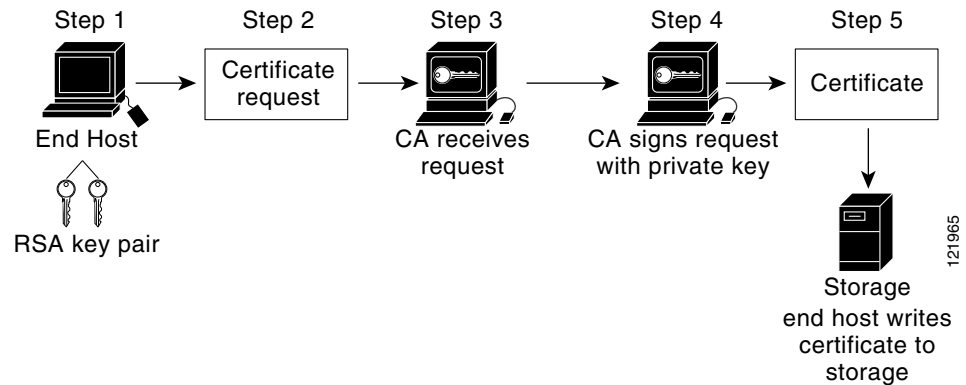 Step 1
Step 2
Step 3
Step 4
Step 5
Certificate
request
Certificate
End Host
CA receives
request
CA signs request
with private key
RSA key pair
Storage
end host writes
certificate to
storage
121965